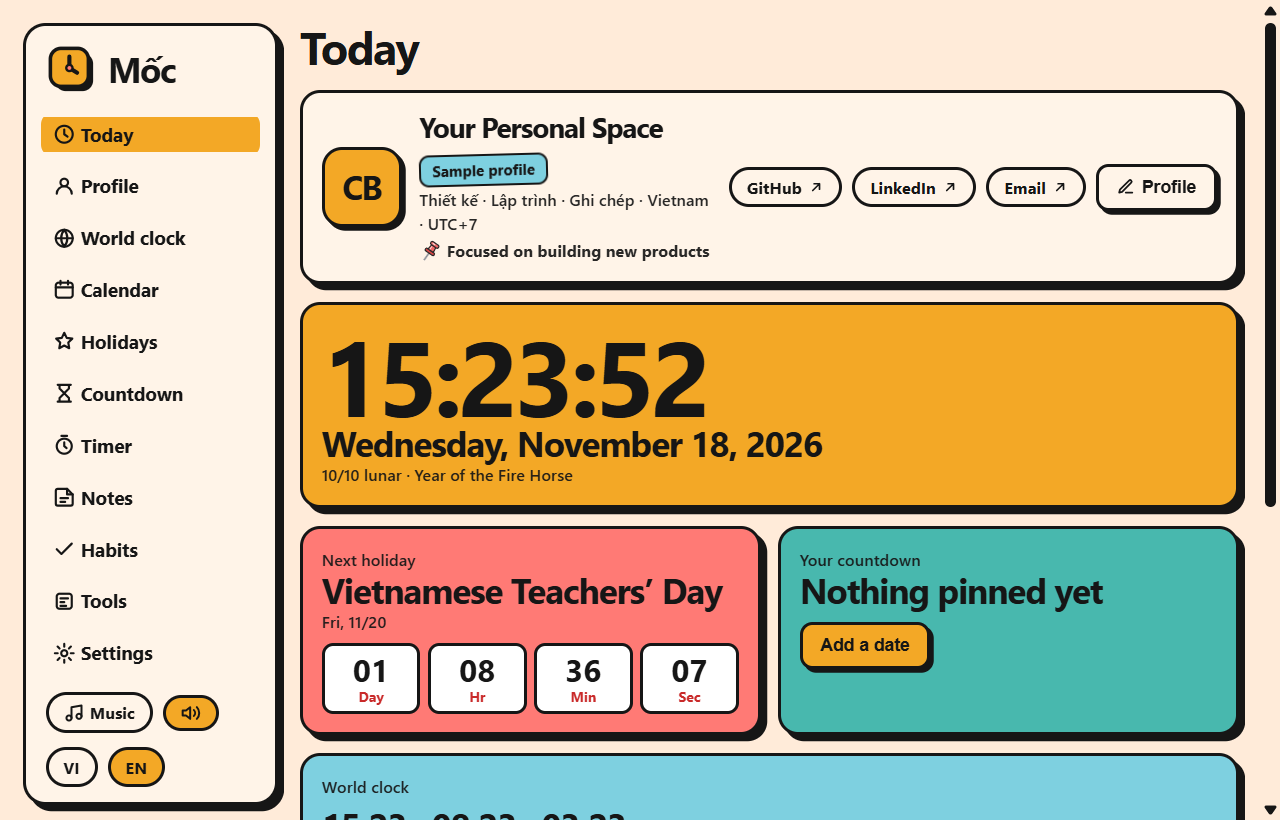 Mốc
Today
Profile
World clock
Calendar
Holidays
Countdown
Timer
Notes
Habits
Tools
Settings
Music
VI
EN
Today
CB
Your Personal Space
Sample profile
Thiết kế · Lập trình · Ghi chép · Vietnam
· UTC+7
Focused on building new products
GitHub
LinkedIn
Email
Profile
15:23:52
Wednesday, November 18, 2026
10/10 lunar · Year of the Fire Horse
Next holiday
Vietnamese Teachers’ Day
Fri, 11/20
01 08 36 07
Day Hr Min Sec
Your countdown
Nothing pinned yet
Add a date
World clock